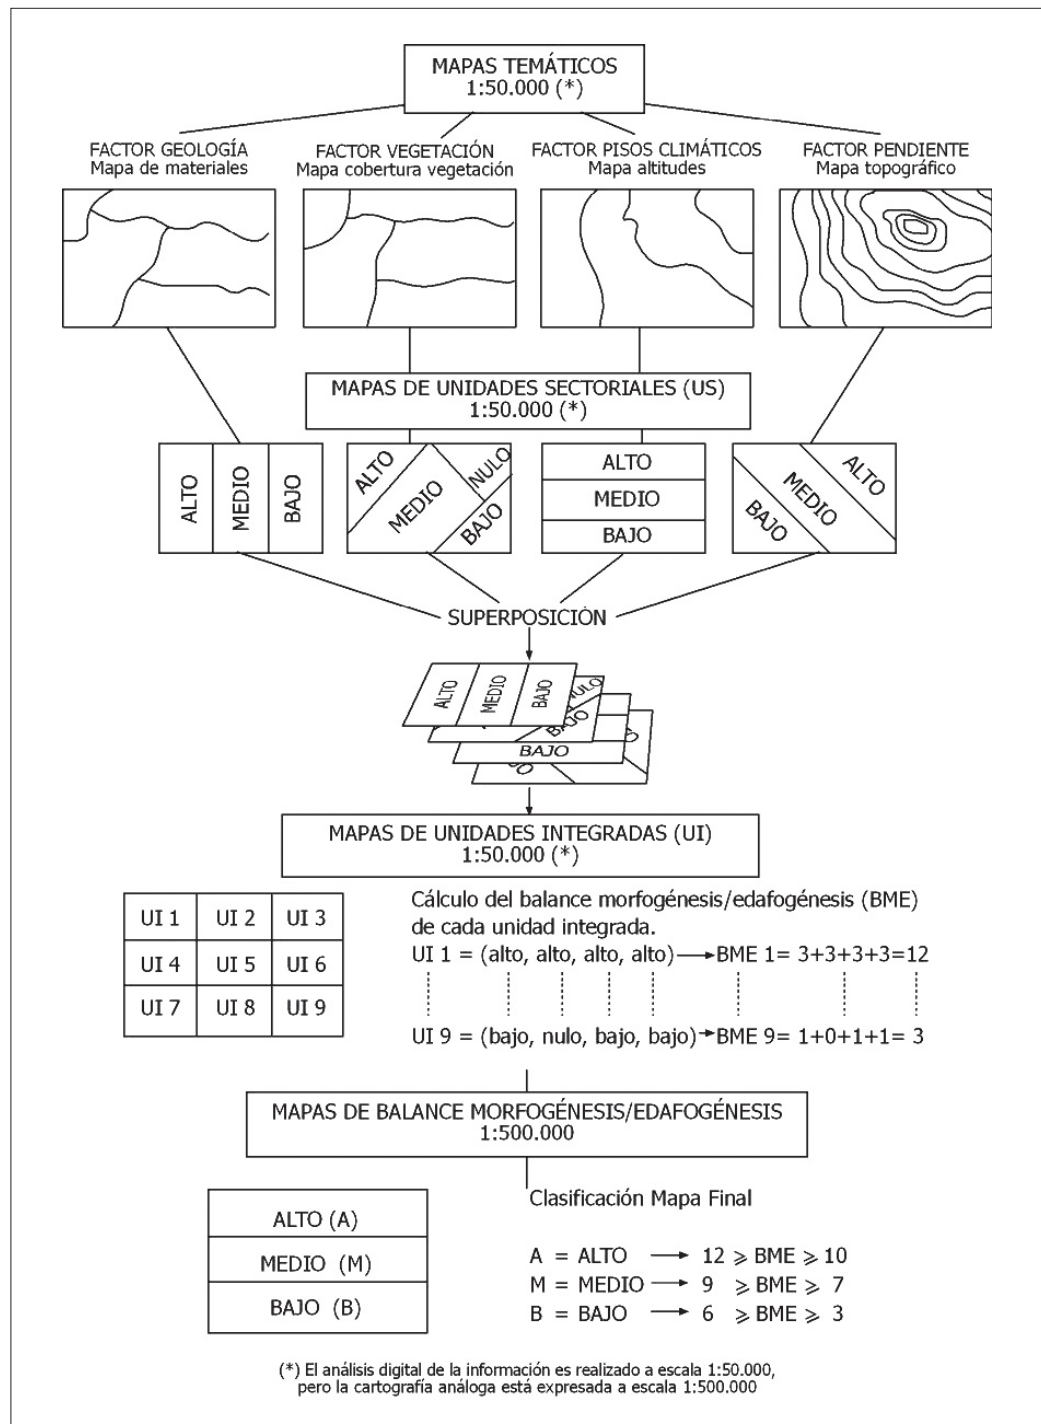 MAPAS TEMÁTICOS
1:50.000 (*)
FACTOR GEOLOGÍA
Mapa de materiales
FACTOR VEGETACIÓN
Mapa cobertura vegetación
FACTOR PISOS CLIMÁTICOS
Mapa altitudes
FACTOR PENDIENTE
Mapa topográfico
MAPAS DE UNIDADES SECTORIALES (US)
1:50.000 (*)
ALTO
MEDIO
BAJO
ALTO
MEDIO
NULO
BAJO
ALTO
MEDIO
BAJO
ALTO
MEDIO
BAJO
SUPERPOSICIÓN
ALTO
MEDIO
BAJO
BAJO
BAJO
MAPAS DE UNIDADES INTEGRADAS (UI)
1:50.000 (*)
UI 1 UI 2 UI 3
UI 4 UI 5 UI 6
UI 7 UI 8 UI 9
Cálculo del balance morfogénesis/edafogénesis (BME)
de cada unidad integrada.
UI 1 = (alto, alto, alto, alto) → BME 1= 3+3+3+3=12
UI 9 = (bajo, nulo, bajo, bajo) → BME 9= 1+0+1+1= 3
MAPAS DE BALANCE MORFOGÉNESIS/EDAFOGÉNESIS
1:500.000
ALTO (A)
MEDIO (M)
BAJO (B)
Clasificación Mapa Final
A = ALTO → 12 ⩾ BME ⩾ 10
M = MEDIO → 9 ⩾ BME ⩾ 7
B = BAJO → 6 ⩾ BME ⩾ 3
(*) El análisis digital de la información es realizado a escala 1:50.000,
pero la cartografía análoga está expresada a escala 1:500.000